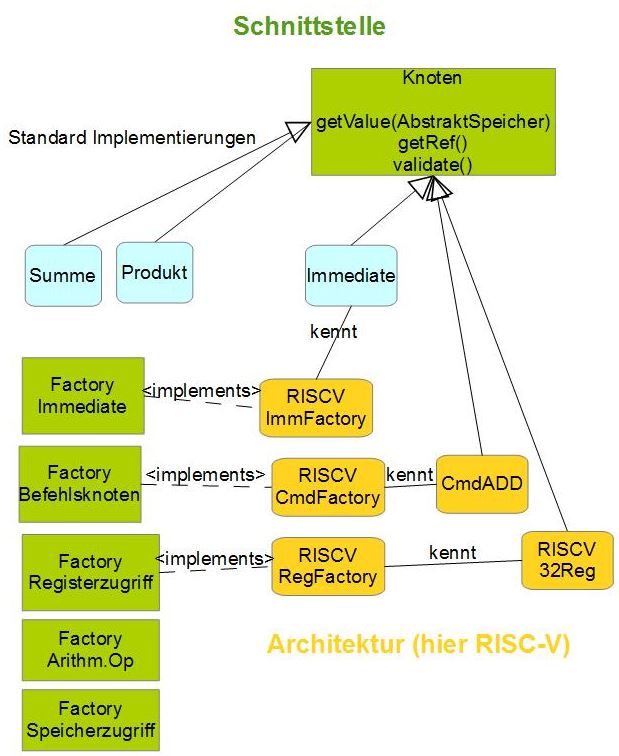 Schnittstelle
Knoten
getValue(AbstraktSpeicher)
getRef()
validate()
Standard Implementierungen
Summe
Produkt
Immediate
kennt
Factory
Immediate
<implements>
RISCV
ImmFactory
Factory
Befehlsknoten
<implements>
RISCV
CmdFactory
kennt
CmdADD
Factory
Registerzugriff
<implements>
RISCV
RegFactory
kennt
RISCV
32Reg
Factory
Arithm.Op
Architektur (hier RISC-V)
Factory
Speicherzugriff